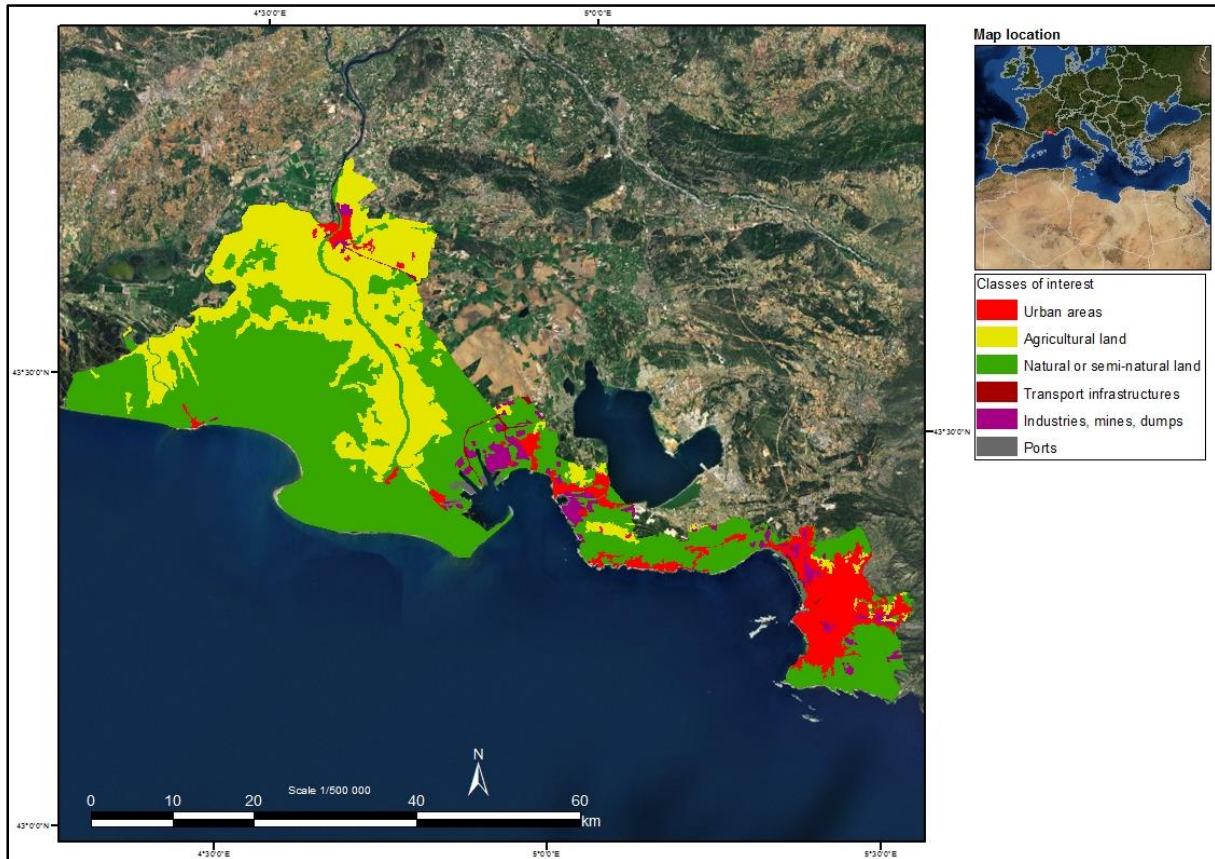 4°30'0"E
5°0'0"E
Map location
Classes of interest
Urban areas
Agricultural land
Natural or semi-natural land
Transport infrastructures
Industries, mines, dumps
Ports
43°30'0"N
43°30'0"N
N
Scale 1/500 000
0
10
20
40
60
km
43°0'0"N
4°30'0"E
5°0'0"E
5°30'0"E